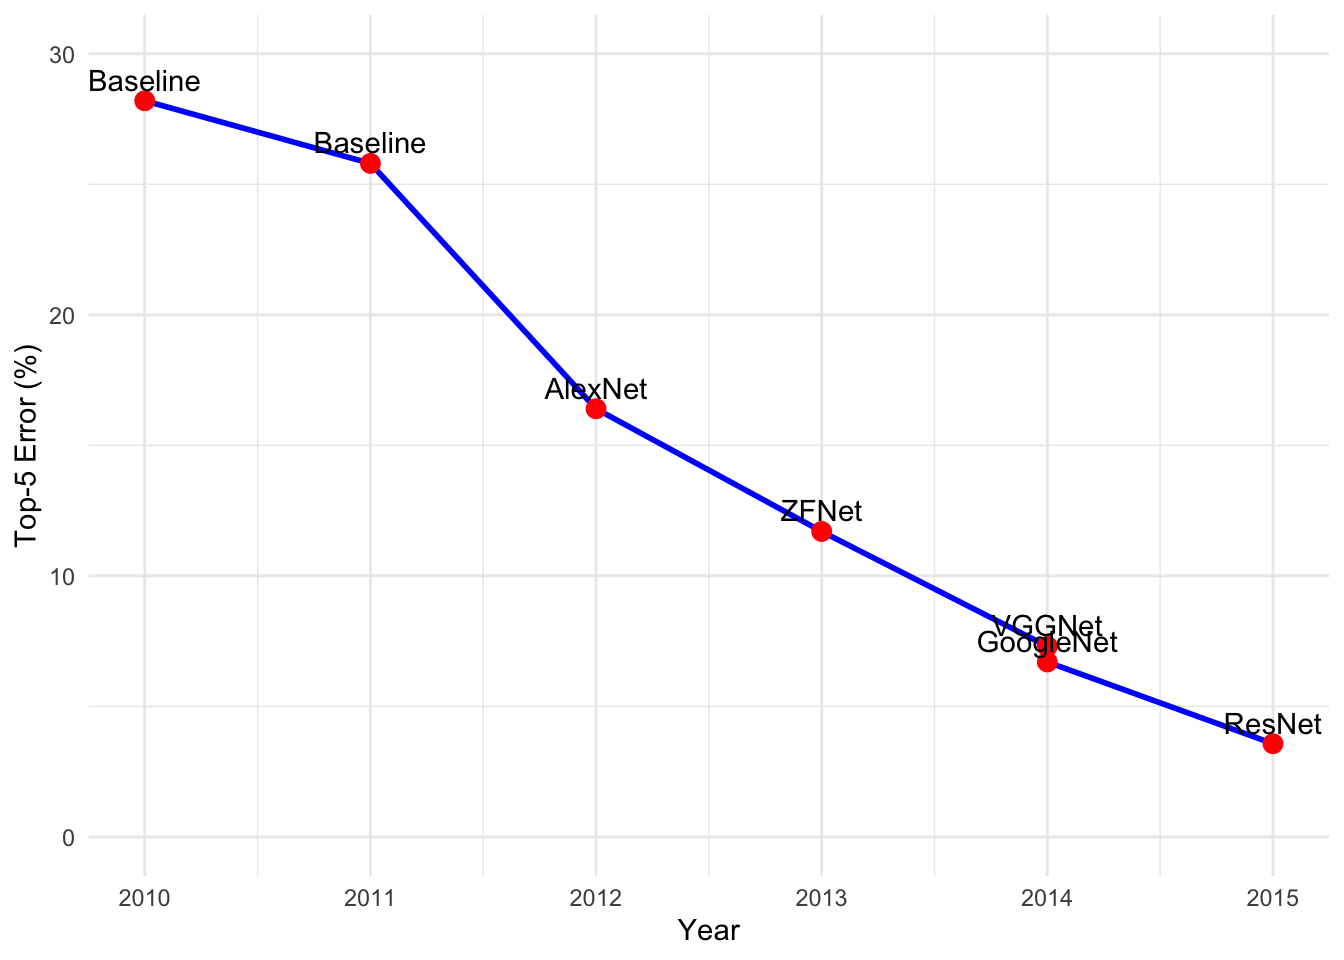 30
20
10
0
Top-5 Error (%)
Baseline
Baseline
AlexNet
ZFNet
VGGNet
GoogleNet
ResNet
2010
2011
2012
2013
2014
2015
Year